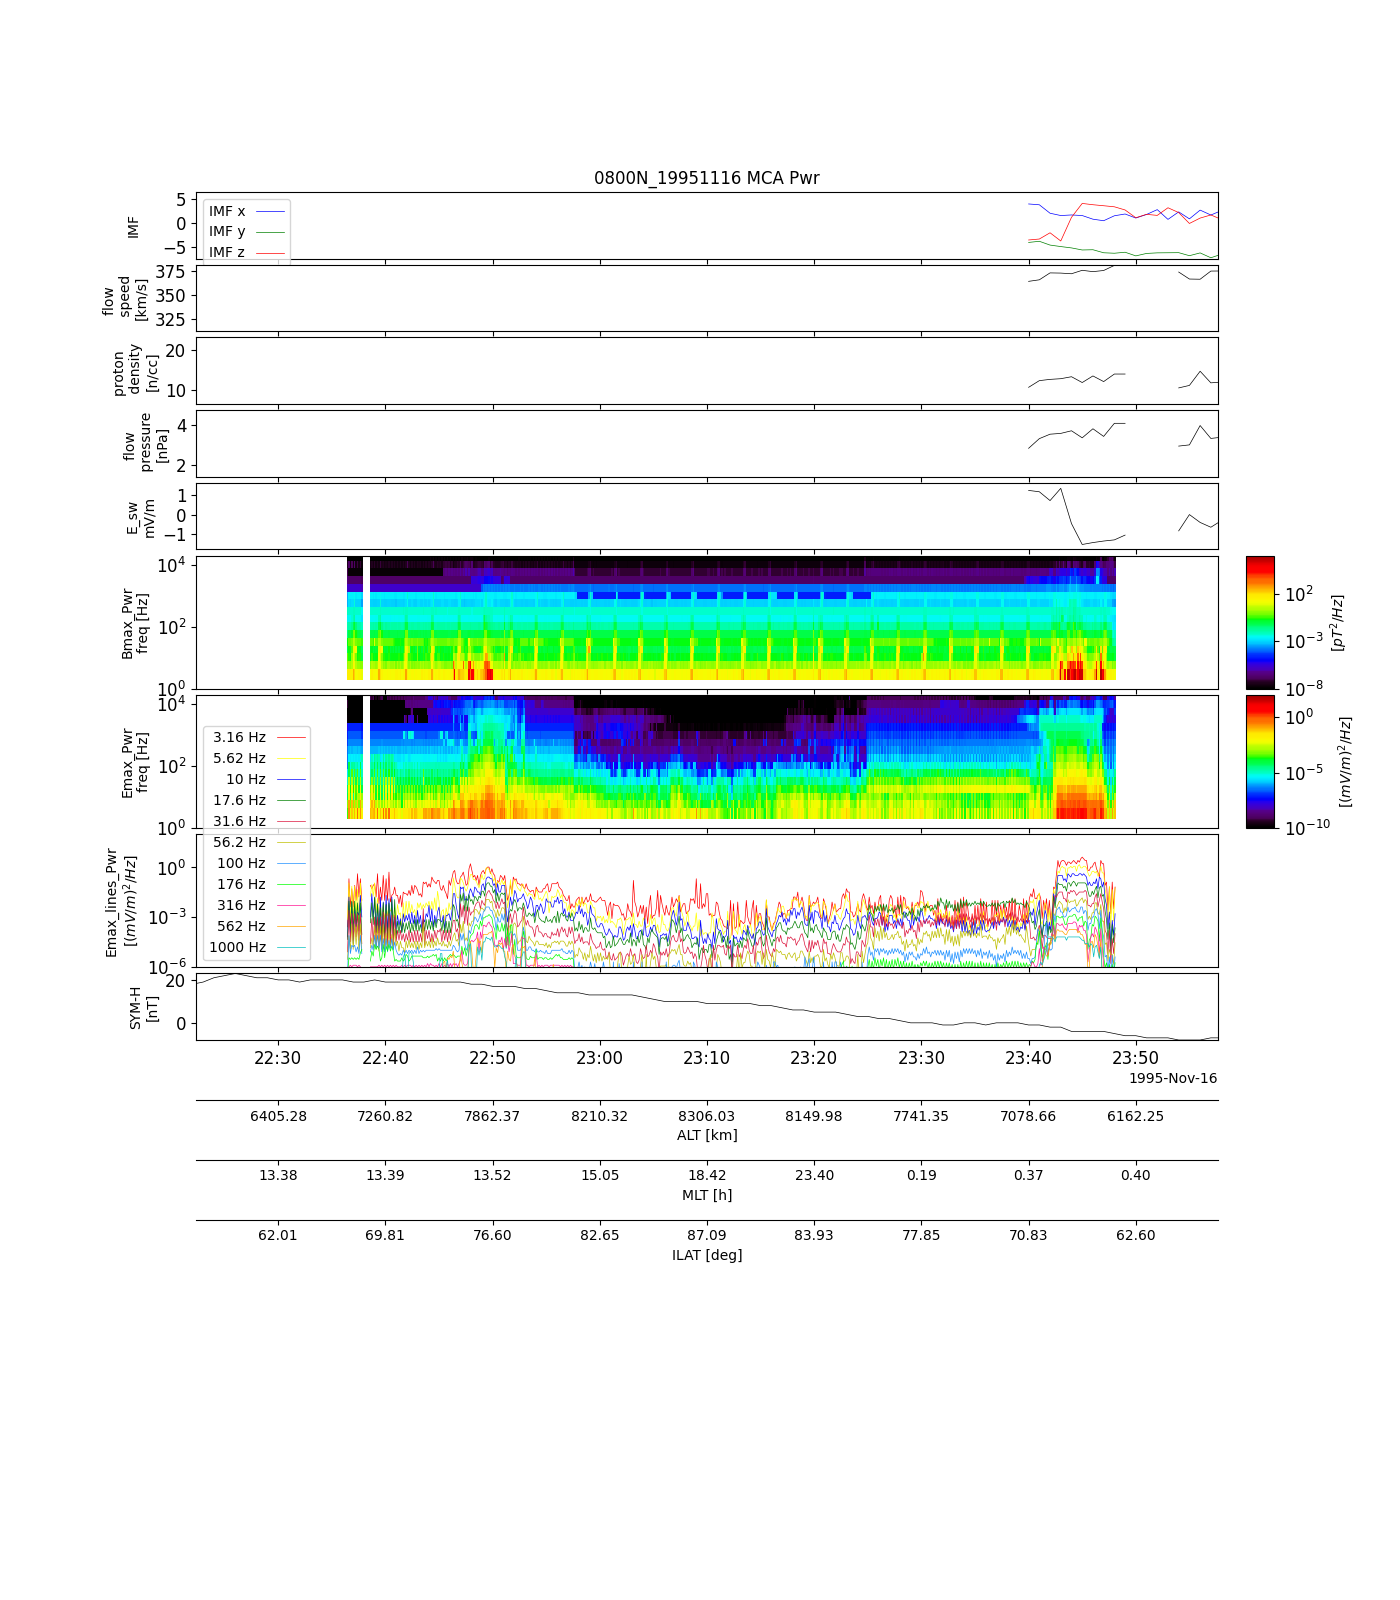 0800N_19951116 MCA Pwr
IMF
5
0
−5
IMF x
IMF y
IMF z
flow
speed
[km/s]
375
350
325
proton
density
[n/cc]
20
10
flow
pressure
[nPa]
4
2
E_sw
mV/m
1
0
−1
Bmax_Pwr
freq [Hz]
10^4
10^2
10^0
10^2
10^−3
10^−8
[pT^2/Hz]
Emax_Pwr
freq [Hz]
10^4
10^2
10^0
10^0
10^−5
10^−10
[(mV/m)^2/Hz]
3.16 Hz
5.62 Hz
10 Hz
17.6 Hz
31.6 Hz
56.2 Hz
100 Hz
176 Hz
316 Hz
562 Hz
1000 Hz
Emax_lines_Pwr
[(mV/m)^2/Hz]
10^0
10^−3
10^−6
SYM-H
[nT]
20
0
22:30 22:40 22:50 23:00 23:10 23:20 23:30 23:40 23:50
1995-Nov-16
6405.28 7260.82 7862.37 8210.32 8306.03 8149.98 7741.35 7078.66 6162.25
ALT [km]
13.38 13.39 13.52 15.05 18.42 23.40 0.19 0.37 0.40
MLT [h]
62.01 69.81 76.60 82.65 87.09 83.93 77.85 70.83 62.60
ILAT [deg]